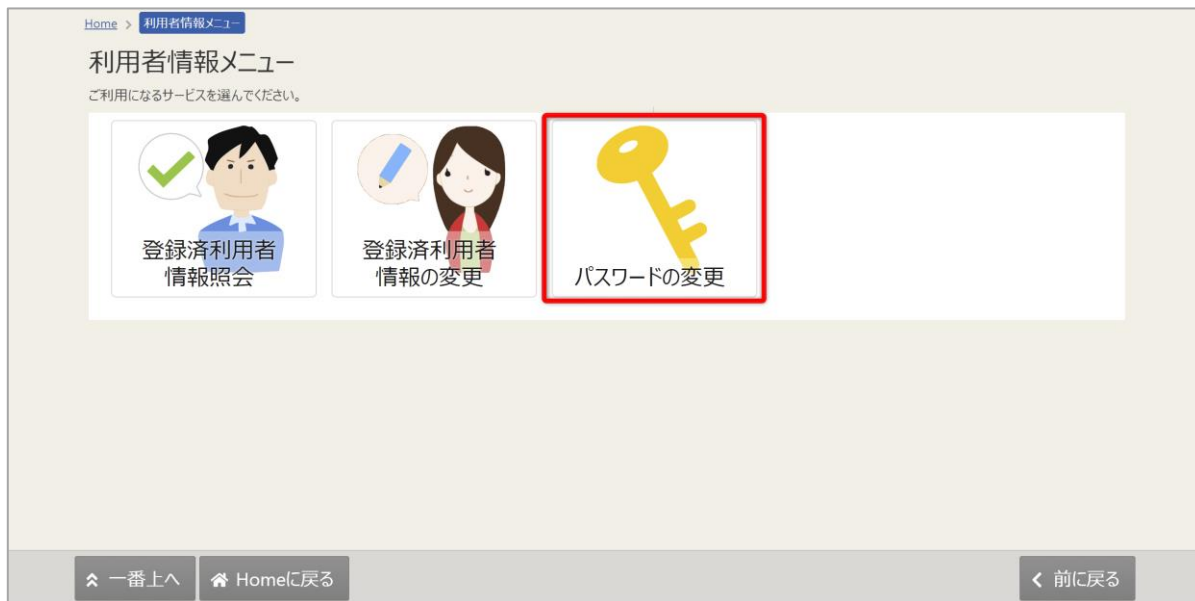 Home > 利用者情報メニュー
利用者情報メニュー
ご利用になるサービスを選んでください。
登録済利用者
情報照会
登録済利用者
情報の変更
パスワードの変更
一番上へ
Homeに戻る
前に戻る